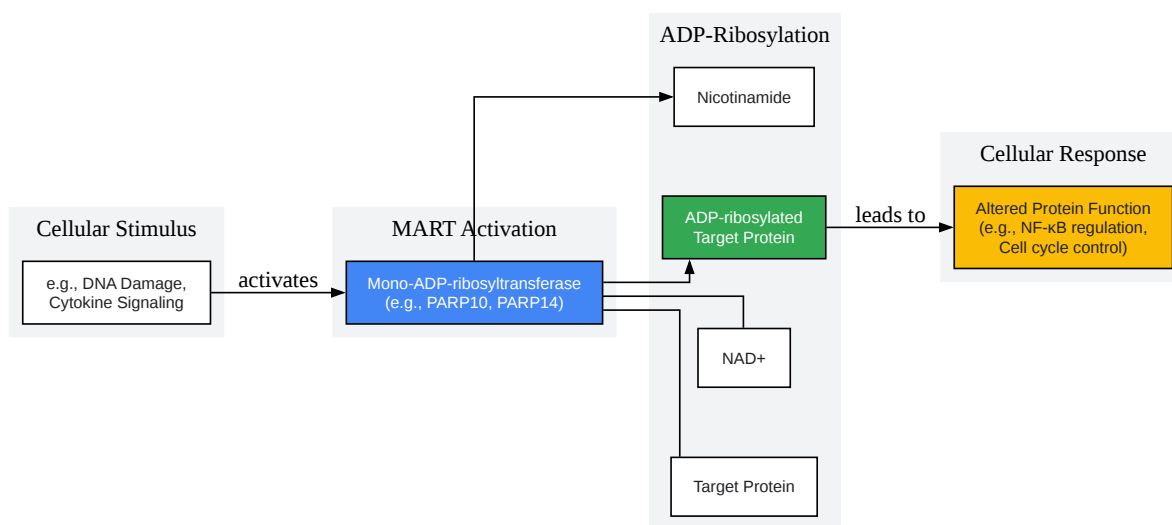 Cellular Stimulus
e.g., DNA Damage,
Cytokine Signaling
activates
MART Activation
Mono-ADP-ribosyltransferase
(e.g., PARP10, PARP14)
ADP-Ribosylation
Nicotinamide
ADP-ribosylated
Target Protein
NAD+
Target Protein
leads to
Cellular Response
Altered Protein Function
(e.g., NF-κB regulation,
Cell cycle control)